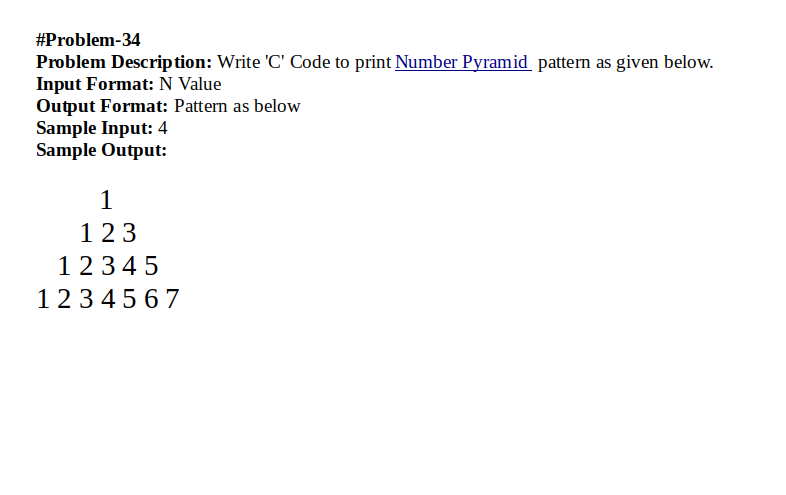 #Problem-34
Problem Description: Write 'C' Code to print Number Pyramid pattern as given below.
Input Format: N Value
Output Format: Pattern as below
Sample Input: 4
Sample Output:
1
1 2 3
1 2 3 4 5
1 2 3 4 5 6 7